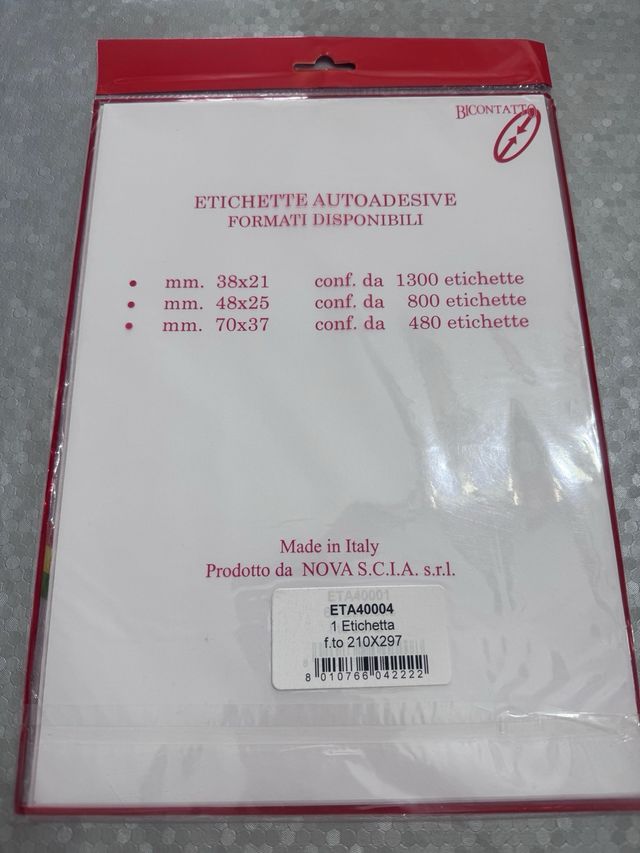 BICONTATTO
ETICHETTE AUTOADESIVE
FORMATI DISPONIBILI
• mm. 38x21 conf. da 1300 etichette
• mm. 48x25 conf. da 800 etichette
• mm. 70x37 conf. da 480 etichette
Made in Italy
Prodotto da NOVA S.C.I.A. s.r.l.
ETA40001
ETA40004
1 Etichetta
f.to 210X297
8 010766 042222